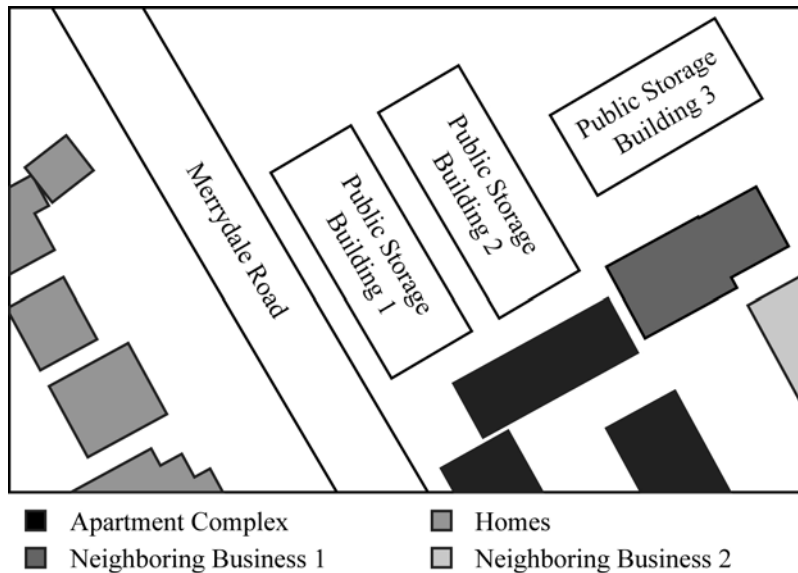 Merrydale Road
Public Storage
Building 1
Public Storage
Building 2
Public Storage
Building 3
Apartment Complex
Homes
Neighboring Business 1
Neighboring Business 2